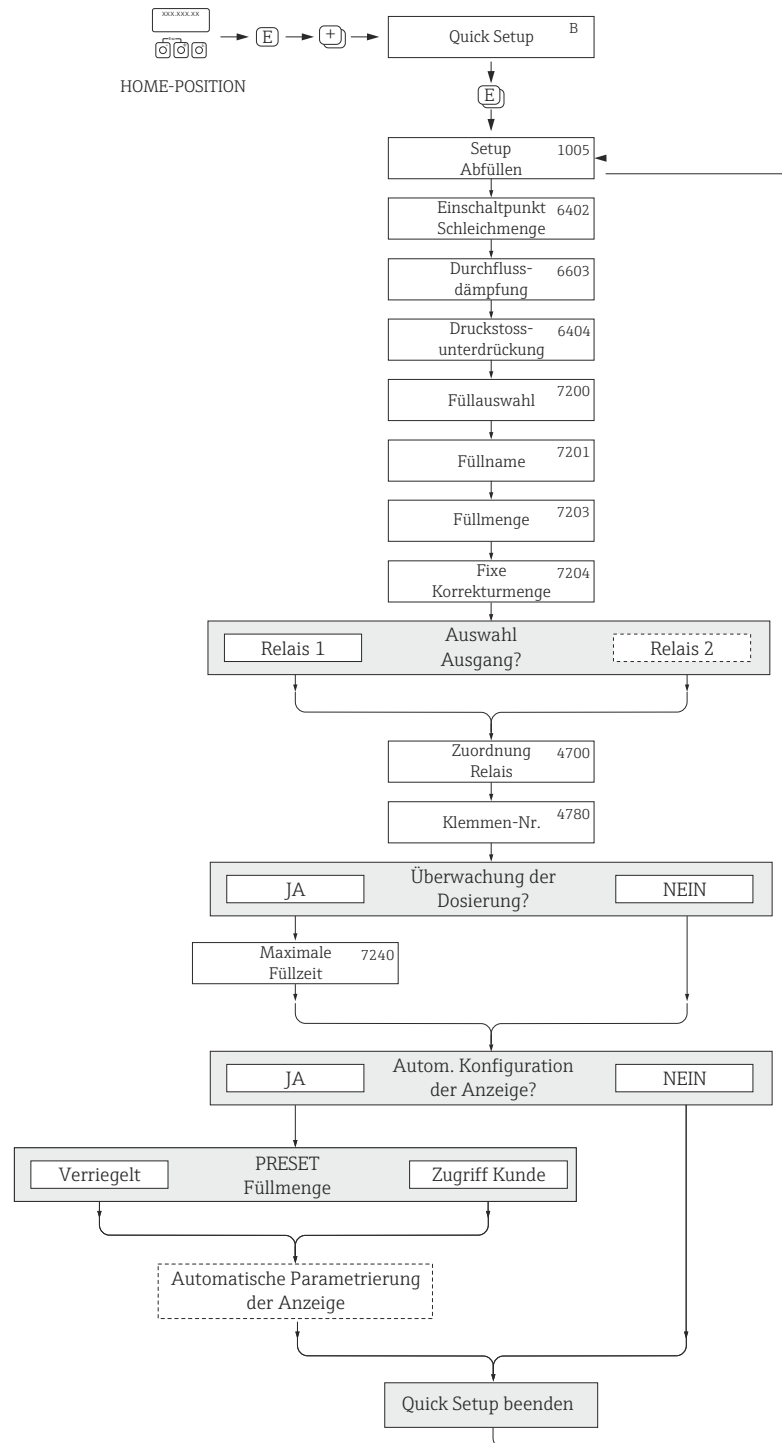 xxx.xxx.xx
Esc
E
+
HOME-POSITION
Quick Setup
B
E
Setup
Abfüllen
1005
Einschaltpunkt
Schleichmenge
6402
Durchfluss-
dämpfung
6603
Druckstoss-
unterdrückung
6404
Füllauswahl
7200
Füllname
7201
Füllmenge
7203
Fixe
Korrekturmenge
7204
Relais 1
Auswahl
Ausgang?
Relais 2
Zuordnung
Relais
4700
Klemmen-Nr.
4780
JA
Überwachung der
Dosierung?
NEIN
Maximale
Füllzeit
7240
JA
Autom. Konfiguration
der Anzeige?
NEIN
Verriegelt
PRESET
Füllmenge
Zugriff Kunde
Automatische Parametrierung
der Anzeige
Quick Setup beenden